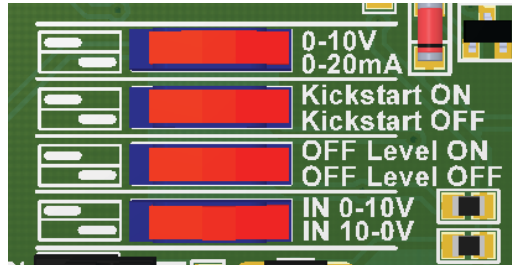 0-10V
0-20mA
Kickstart ON
Kickstart OFF
OFF Level ON
OFF Level OFF
IN 0-10V
IN 10-0V